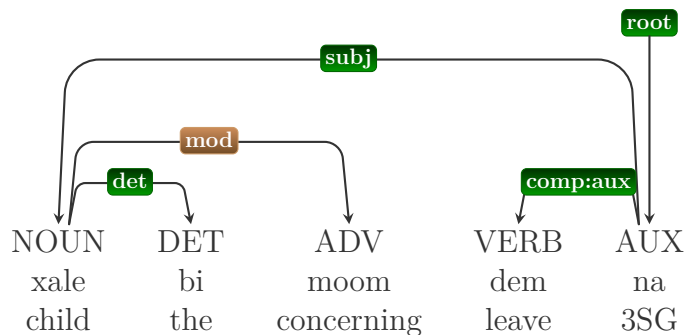 root
subj
mod
det comp:aux
NOUN DET ADV VERB AUX
xale bi moom dem na
child the concerning leave 3SG